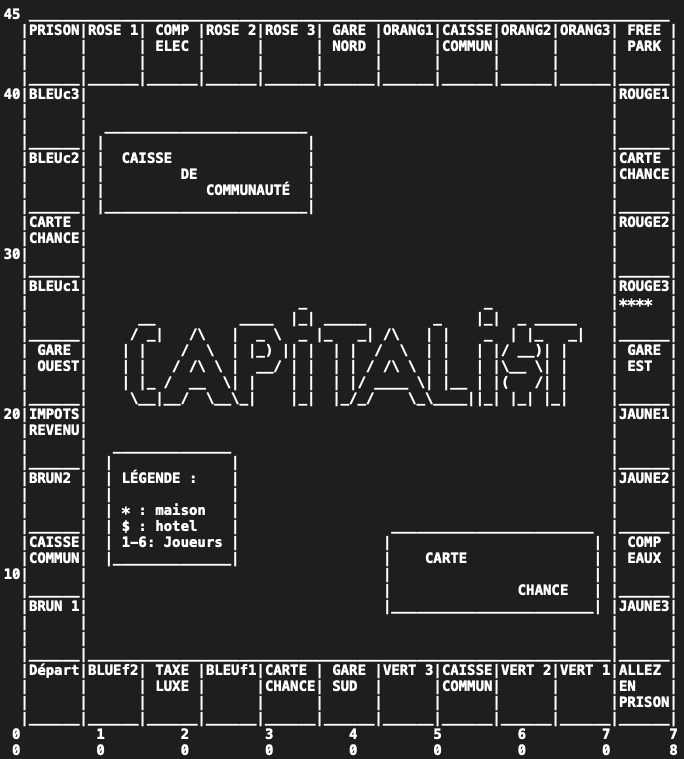 45
PRISON ROSE 1 COMP ROSE 2 ROSE 3 GARE ORANG1 CAISSE ORANG2 ORANG3 FREE
ELEC NORD COMMUN PARK
40 BLEUc3 ROUGE1
BLEUc2 CAISSE CARTE
DE CHANCE
COMMUNAUTÉ
CARTE ROUGE2
CHANCE
30
BLEUc1 ROUGE3
****
CAPiTALiST
GARE GARE
OUEST EST
20 IMPOTS JAUNE1
REVENU
BRUN2 LÉGENDE : JAUNE2
* : maison
$ : hotel
CAISSE 1-6: Joueurs COMP
COMMUN CARTE EAUX
10
CHANCE
BRUN 1 JAUNE3
Départ BLUEf2 TAXE BLEUf1 CARTE GARE VERT 3 CAISSE VERT 2 VERT 1 ALLEZ
LUXE CHANCE SUD COMMUN EN
PRISON
0 1 2 3 4 5 6 7 7
0 0 0 0 0 0 0 0 8